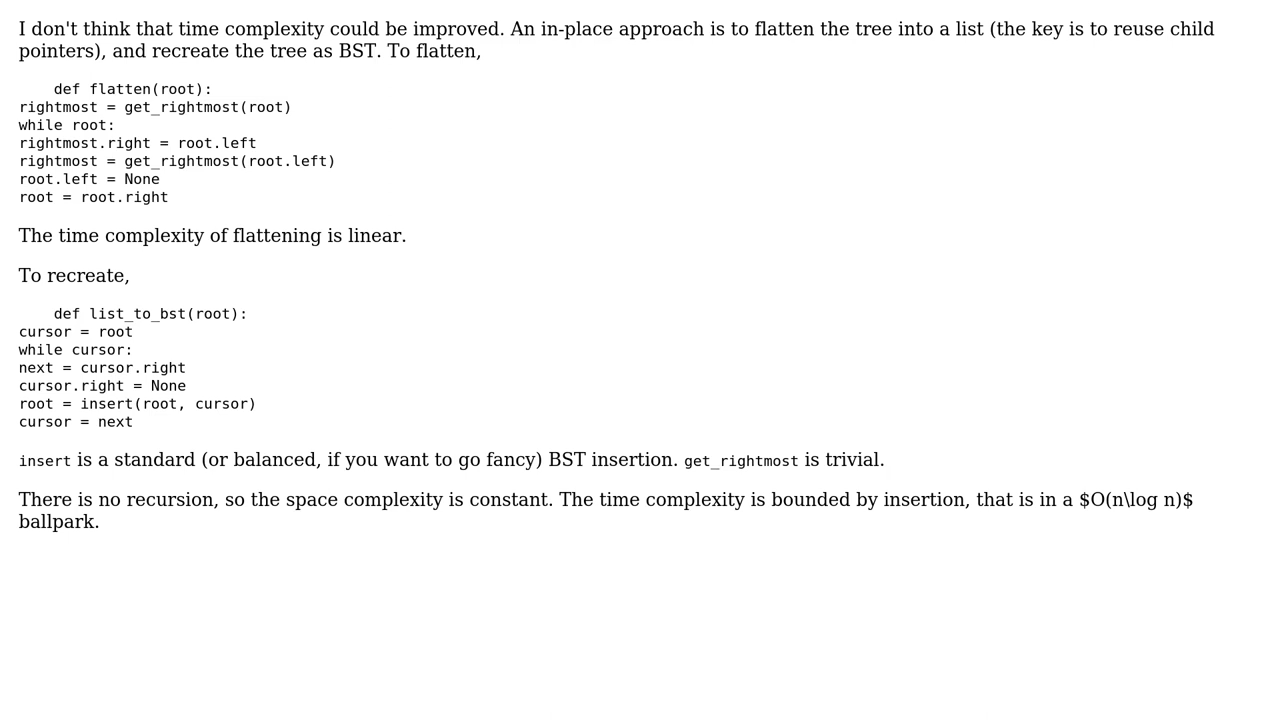 I don't think that time complexity could be improved. An in-place approach is to flatten the tree into a list (the key is to reuse child
pointers), and recreate the tree as BST. To flatten,
def flatten(root):
rightmost = get_rightmost(root)
while root:
rightmost.right = root.left
rightmost = get_rightmost(root.left)
root.left = None
root = root.right
The time complexity of flattening is linear.
To recreate,
def list_to_bst(root):
cursor = root
while cursor:
next = cursor.right
cursor.right = None
root = insert(root, cursor)
cursor = next
insert is a standard (or balanced, if you want to go fancy) BST insertion. get_rightmost is trivial.
There is no recursion, so the space complexity is constant. The time complexity is bounded by insertion, that is in a $O(n\log n)$
ballpark.